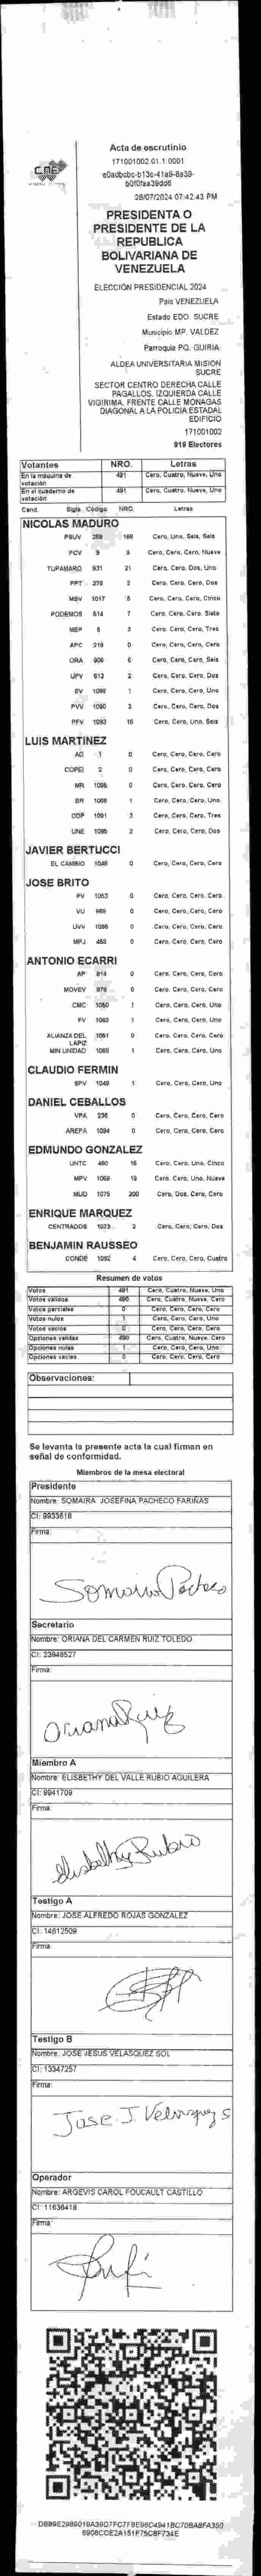 Acta de escrutinio
171001002.01.1.0001
28/07/2024 07:42:43 PM
CNE
PRESIDENTA O
PRESIDENTE DE LA
REPUBLICA
BOLIVARIANA DE
VENEZUELA
ELECCIÓN PRESIDENCIAL 2024
País VENEZUELA
Estado EDO. SUCRE
Municipio MP. VALDEZ
Parroquia PQ. GUIRIA
ALDEA UNIVERSITARIA MISION
SUCRE
SECTOR CENTRO DERECHA CALLE
PAGALLOS. IZQUIERDA CALLE
VIGIRIMA. FRENTE CALLE MONAGAS
DIAGONAL A LA POLICIA ESTADAL
EDIFICIO
171001002
919 Electores
Votantes NRO. Letras
En la máquina de votación 491 Cero, Cuatro, Nueve, Uno
En el cuaderno de votación 491 Cero, Cuatro, Nueve, Uno
Cand. Sigla Código NRO. Letras
NICOLAS MADURO
PSUV 269 168 Cero, Uno, Seis, Seis
PCV Cero, Cero, Cero, Nueve
TUPAMARO 931 21 Cero, Cero, Dos, Uno
PPT 276 2 Cero, Cero, Cero, Dos
MSV 1017 5 Cero, Cero, Cero, Cinco
PODEMOS 514 7 Cero, Cero, Cero, Siete
MEP 6 3 Cero, Cero, Cero, Tres
APC 219 0 Cero, Cero, Cero, Cero
ORA 906 6 Cero, Cero, Cero, Seis
UPV 513 2 Cero, Cero, Cero, Dos
EV 1098 1 Cero, Cero, Cero, Uno
PVV 1090 2 Cero, Cero, Cero, Dos
PFV 1093 16 Cero, Cero, Uno, Seis
LUIS MARTINEZ
AD 1 0 Cero, Cero, Cero, Cero
COPEI 2 0 Cero, Cero, Cero, Cero
MR 1095 0 Cero, Cero, Cero, Cero
BR 1068 1 Cero, Cero, Cero, Uno
DDP 1091 3 Cero, Cero, Cero, Tres
UNE 1095 2 Cero, Cero, Cero, Dos
JAVIER BERTUCCI
EL CAMBIO 1048 0 Cero, Cero, Cero, Cero
JOSE BRITO
PV 1053 0 Cero, Cero, Cero, Cero
VU 969 0 Cero, Cero, Cero, Cero
UVV 1096 0 Cero, Cero, Cero, Cero
MPJ 458 0 Cero, Cero, Cero, Cero
ANTONIO ECARRI
AP 914 0 Cero, Cero, Cero, Cero
MOVEV 978 0 Cero, Cero, Cero, Cero
CMC 1050 1 Cero, Cero, Cero, Uno
FV 1062 1 Cero, Cero, Cero, Uno
ALIANZA DEL LAPIZ 1051 0 Cero, Cero, Cero, Cero
MIN UNIDAD 1089 1 Cero, Cero, Cero, Uno
CLAUDIO FERMIN
SPV 1049 1 Cero, Cero, Cero, Uno
DANIEL CEBALLOS
VPA 236 0 Cero, Cero, Cero, Cero
AREPA 1094 0 Cero, Cero, Cero, Cero
EDMUNDO GONZALEZ
UNTC 460 15 Cero, Cero, Uno, Cinco
MPV 1069 19 Cero, Cero, Uno, Nueve
MUD 1075 200 Cero, Dos, Cero, Cero
ENRIQUE MARQUEZ
CENTRADOS 1073 2 Cero, Cero, Cero, Dos
BENJAMIN RAUSSEO
CONDE 1092 4 Cero, Cero, Cero, Cuatro
Resumen de votos
Votos 491 Cero, Cuatro, Nueve, Uno
Votos validos 490 Cero, Cuatro, Nueve, Cero
Votos parciales 0 Cero, Cero, Cero, Cero
Votos nulos 1 Cero, Cero, Cero, Uno
Votos vacios 0 Cero, Cero, Cero, Cero
Opciones validas 490 Cero, Cuatro, Nueve, Cero
Opciones nulas 1 Cero, Cero, Cero, Uno
Opciones vacias 0 Cero, Cero, Cero, Cero
Observaciones:
Se levanta la presente acta la cual firman en
señal de conformidad.
Miembros de la mesa electoral
Presidente
Nombre: SOMAIRA JOSEFINA PACHECO FARIÑAS
CI: 9933618
Firma:
Somaira Pacheco
Secretario
Nombre: ORIANA DEL CARMEN RUIZ TOLEDO
CI: 23948527
Firma:
Oriana Ruiz
Miembro A
Nombre: ELISBETHY DEL VALLE RUBIO AGUILERA
CI: 9941709
Firma:
Elisbethy Rubio
Testigo A
Nombre: JOSE ALFREDO ROJAS GONZALEZ
CI: 14612509
Firma:
Testigo B
Nombre: JOSE JESUS VELASQUEZ SOL
CI: 13347257
Firma:
Jose J Velasquez S
Operador
Nombre: ARGEVIS CAROL FOUCAULT CASTILLO
CI: 11636418
Firma: